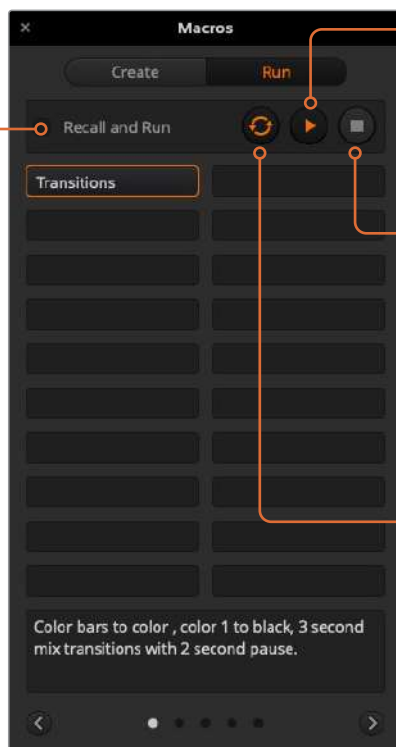 Macros
Create Run
Recall and Run
Transitions
Color bars to color , color 1 to black, 3 second
mix transitions with 2 second pause.